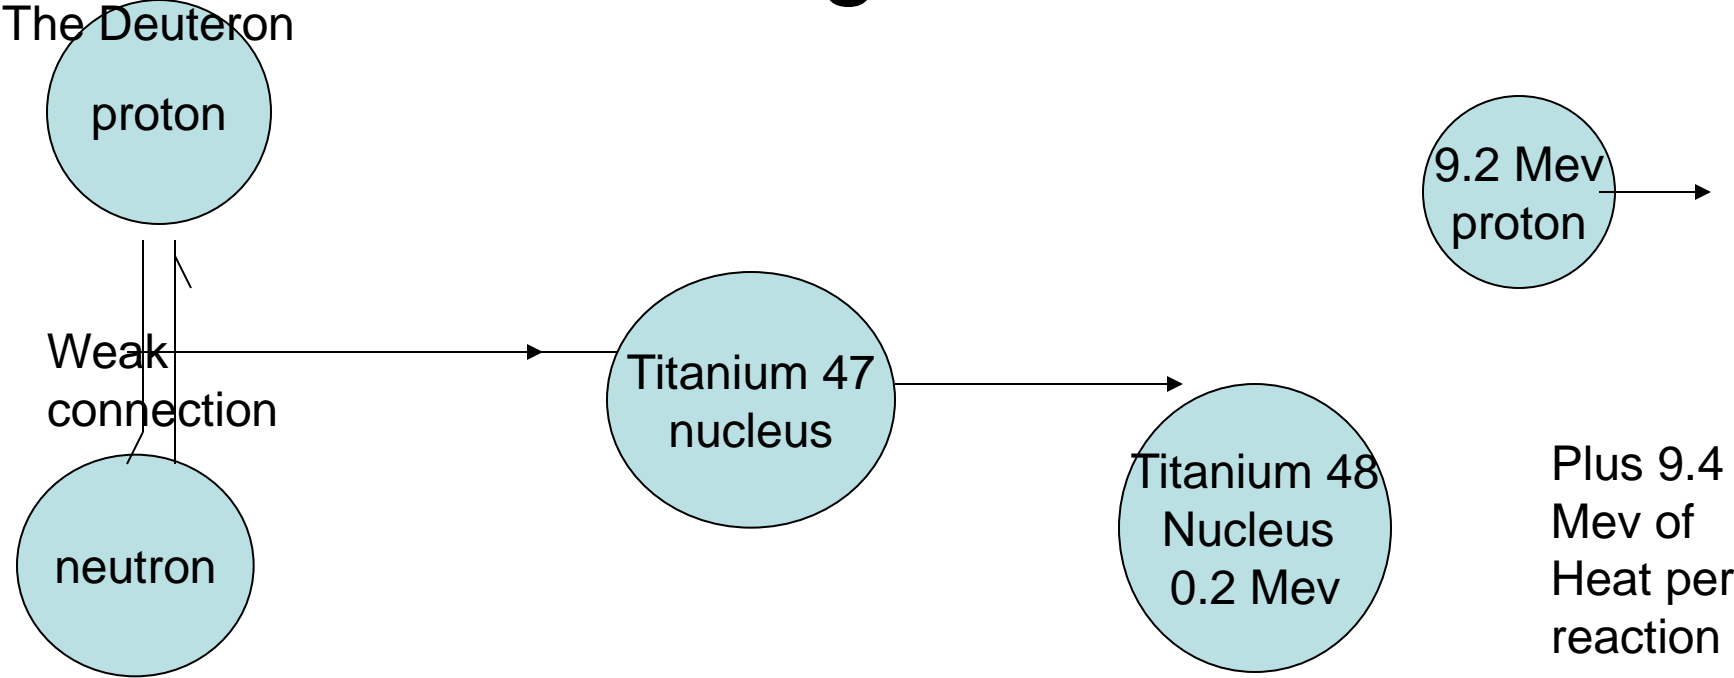 The Deuteron
proton
Weak
connection
neutron
Titanium 47
nucleus
9.2 Mev
proton
Titanium 48
Nucleus
0.2 Mev
Plus 9.4
Mev of
Heat per
reaction